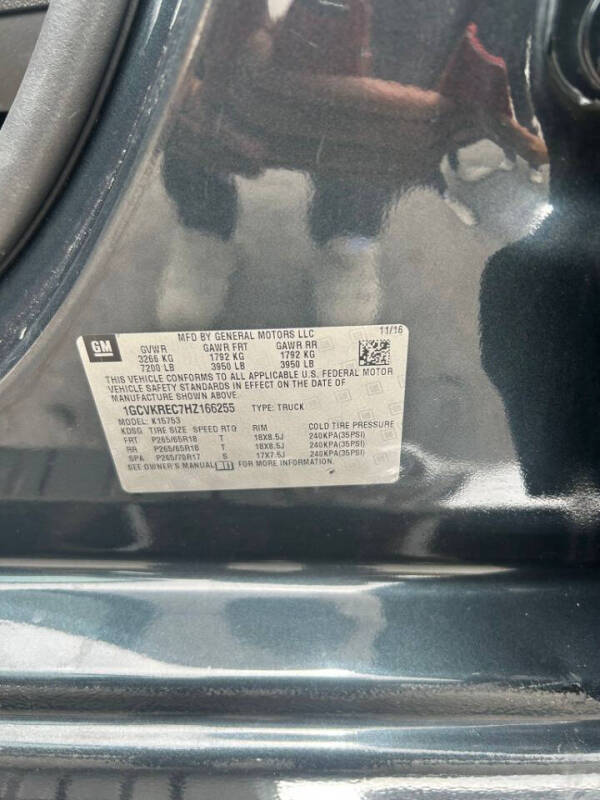 GM
MFD BY GENERAL MOTORS LLC 11/16
GVWR GAWR FRT GAWR RR
3266 KG 1792 KG 1792 KG
7200 LB 3950 LB 3950 LB
THIS VEHICLE CONFORMS TO ALL APPLICABLE U.S. FEDERAL MOTOR
VEHICLE SAFETY STANDARDS IN EFFECT ON THE DATE OF
MANUFACTURE SHOWN ABOVE.
1GCVKREC7HZ166255 TYPE: TRUCK
MODEL: K15753
KDSG TIRE SIZE SPEED RTG RIM COLD TIRE PRESSURE
FRT P265/65R18 T 18X8.5J 240KPA(35PSI)
RR P265/65R18 T 18X8.5J 240KPA(35PSI)
SPA P265/70R17 S 17X7.5J 240KPA(35PSI)
SEE OWNER'S MANUAL FOR MORE INFORMATION.